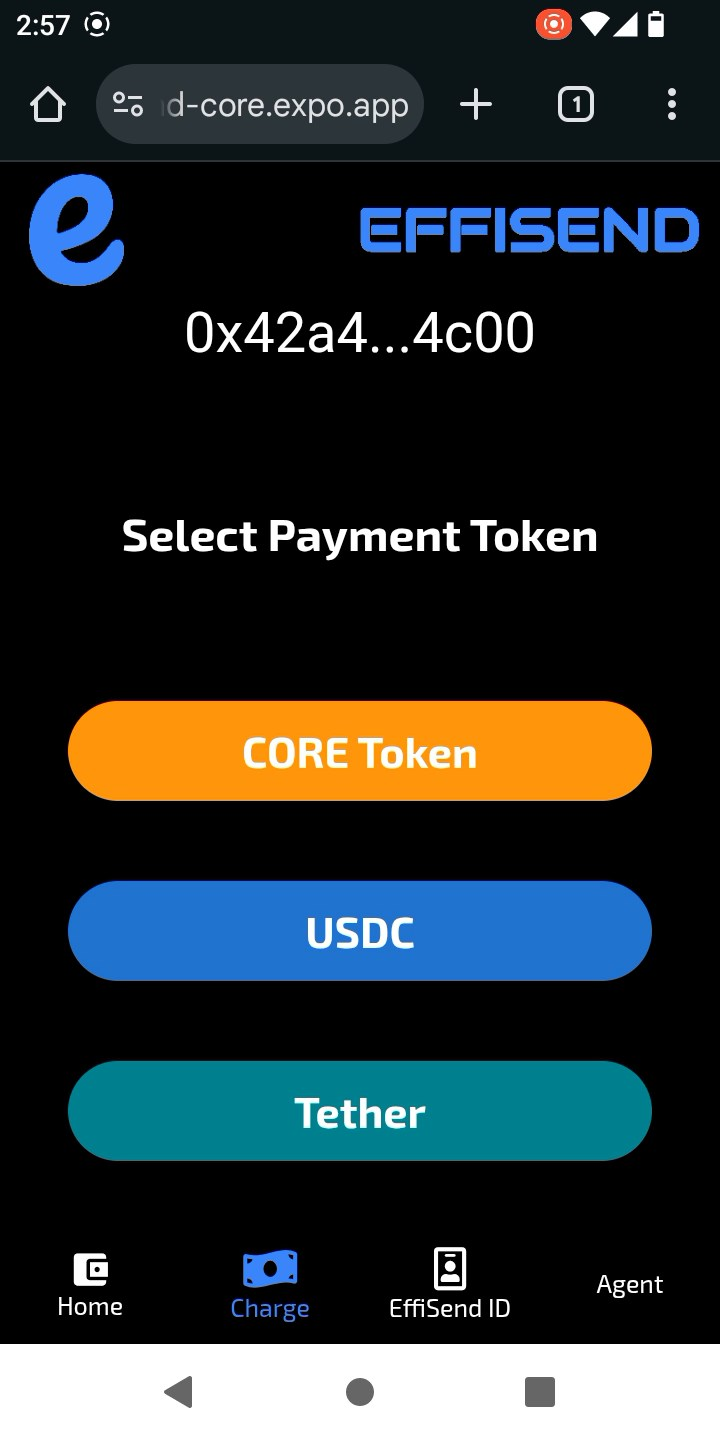 2:57
d-core.expo.app
1
e
EFFISEND
0x42a4...4c00
Select Payment Token
CORE Token
USDC
Tether
Home
Charge
EffiSend ID
Agent